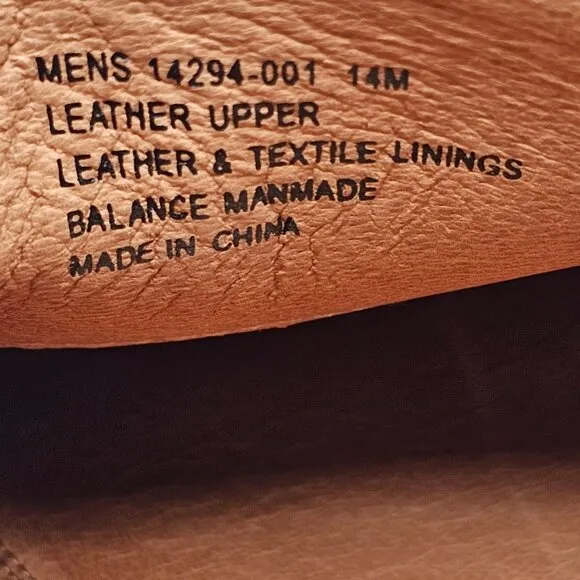 MENS 14294-001 14M
LEATHER UPPER
LEATHER & TEXTILE LININGS
BALANCE MANMADE
MADE IN CHINA